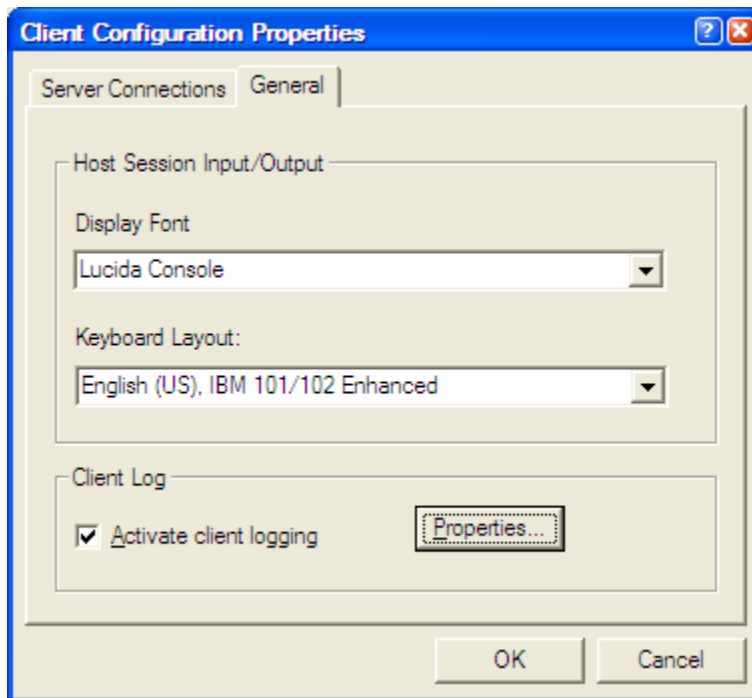 Client Configuration Properties
Server Connections
General
Host Session Input/Output
Display Font
Lucida Console
Keyboard Layout:
English (US), IBM 101/102 Enhanced
Client Log
Activate client logging
Properties...
OK
Cancel